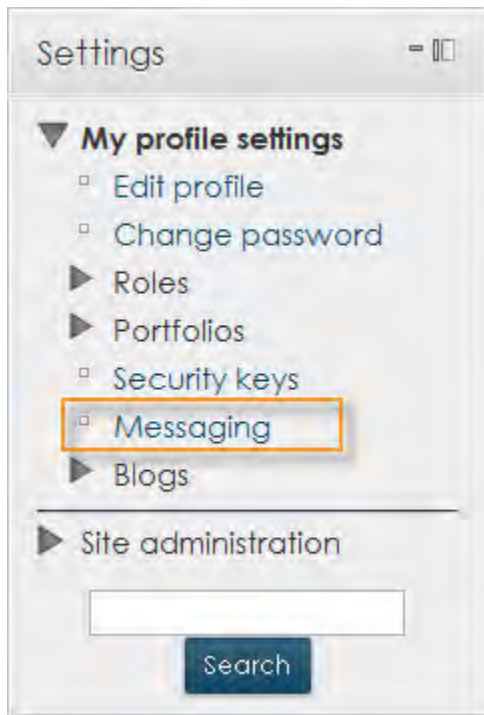 Settings
My profile settings
Edit profile
Change password
Roles
Portfolios
Security keys
Messaging
Blogs
Site administration
Search